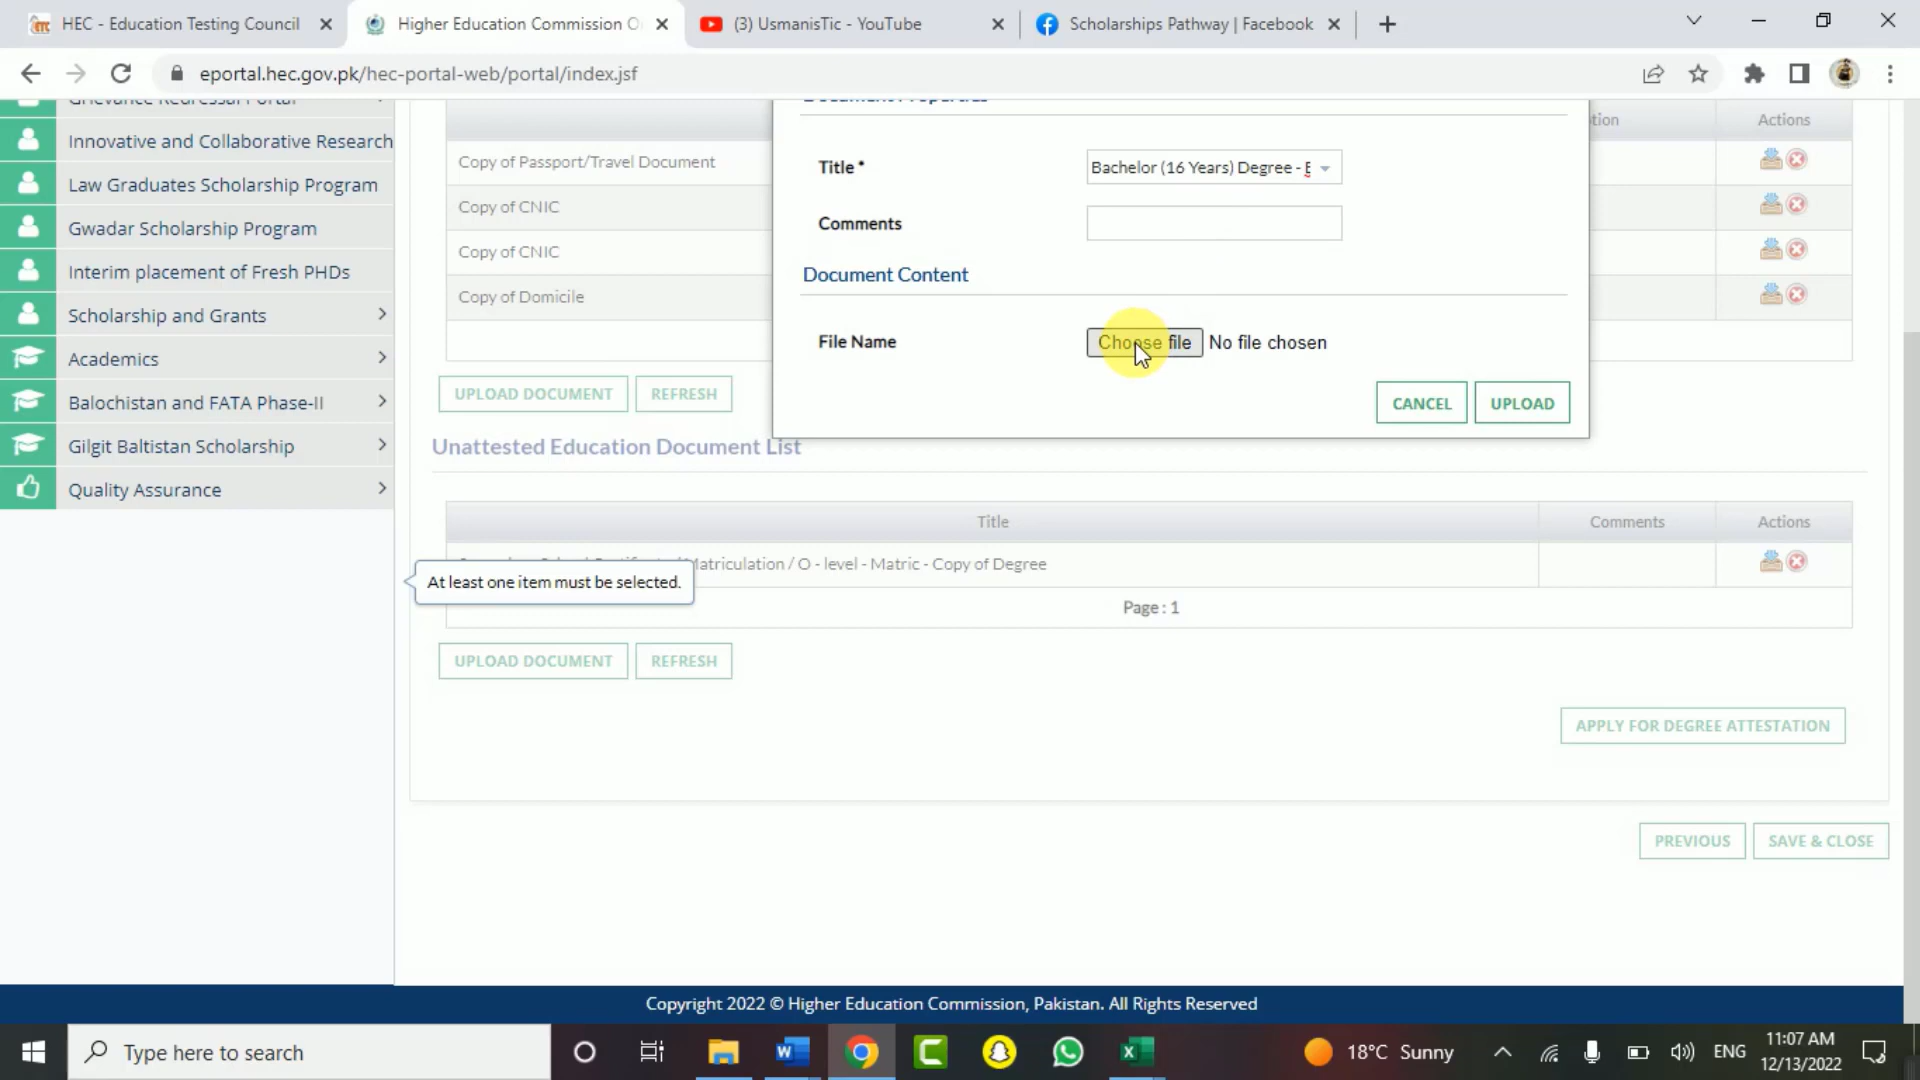 HEC - Education Testing Council
Higher Education Commission O
(3) UsmanisTic - YouTube
Scholarships Pathway | Facebook
eportal.hec.gov.pk/hec-portal-web/portal/index.jsf
Grievance Redressal Portal
Innovative and Collaborative Research
Law Graduates Scholarship Program
Gwadar Scholarship Program
Interim placement of Fresh PHDs
Scholarship and Grants
Academics
Balochistan and FATA Phase-II
Gilgit Baltistan Scholarship
Quality Assurance
Actions
Copy of Passport/Travel Document
Copy of CNIC
Copy of CNIC
Copy of Domicile
UPLOAD DOCUMENT REFRESH
Document Properties
Title *
Bachelor (16 Years) Degree -
Comments
Document Content
File Name
Choose file No file chosen
CANCEL UPLOAD
Unattested Education Document List
Title Comments Actions
Matriculation / O - level - Matric - Copy of Degree
At least one item must be selected.
Page : 1
UPLOAD DOCUMENT REFRESH
APPLY FOR DEGREE ATTESTATION
PREVIOUS SAVE & CLOSE
Copyright 2022 © Higher Education Commission, Pakistan. All Rights Reserved
Type here to search
18°C Sunny
ENG
11:07 AM
12/13/2022